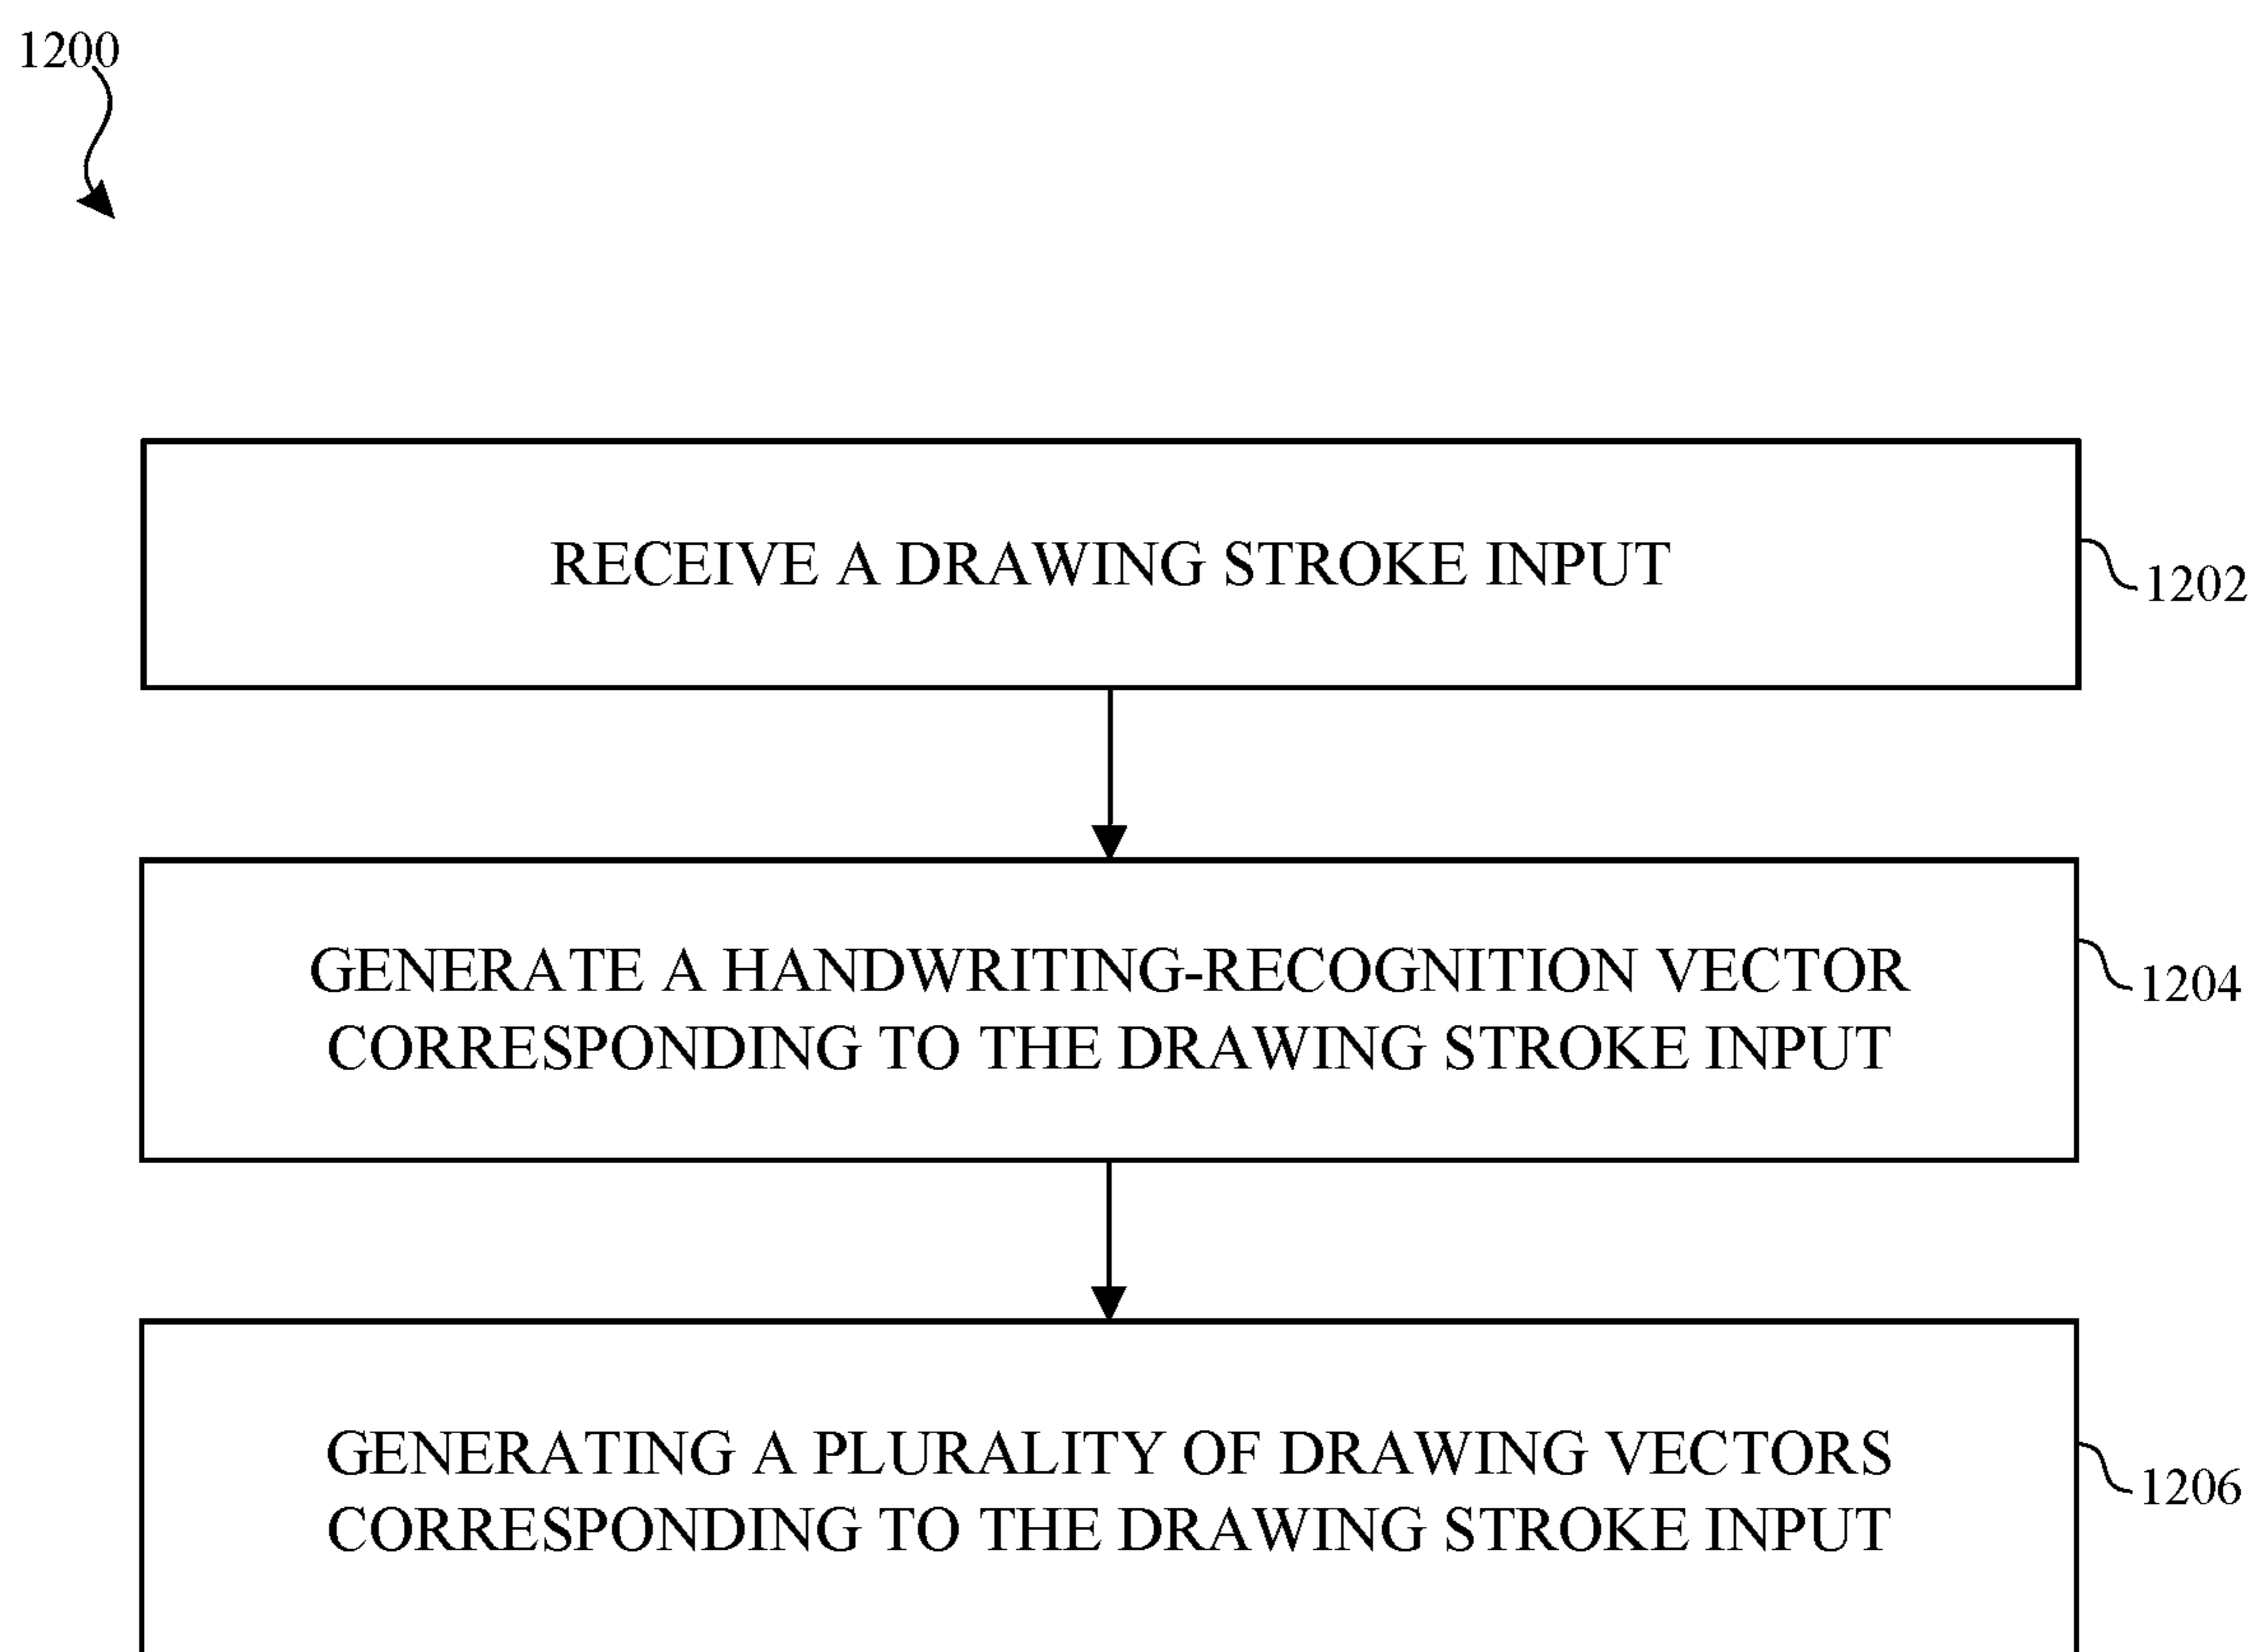 1200
RECEIVE A DRAWING STROKE INPUT
1202
GENERATE A HANDWRITING-RECOGNITION VECTOR
CORRESPONDING TO THE DRAWING STROKE INPUT
1204
GENERATING A PLURALITY OF DRAWING VECTORS
CORRESPONDING TO THE DRAWING STROKE INPUT
1206